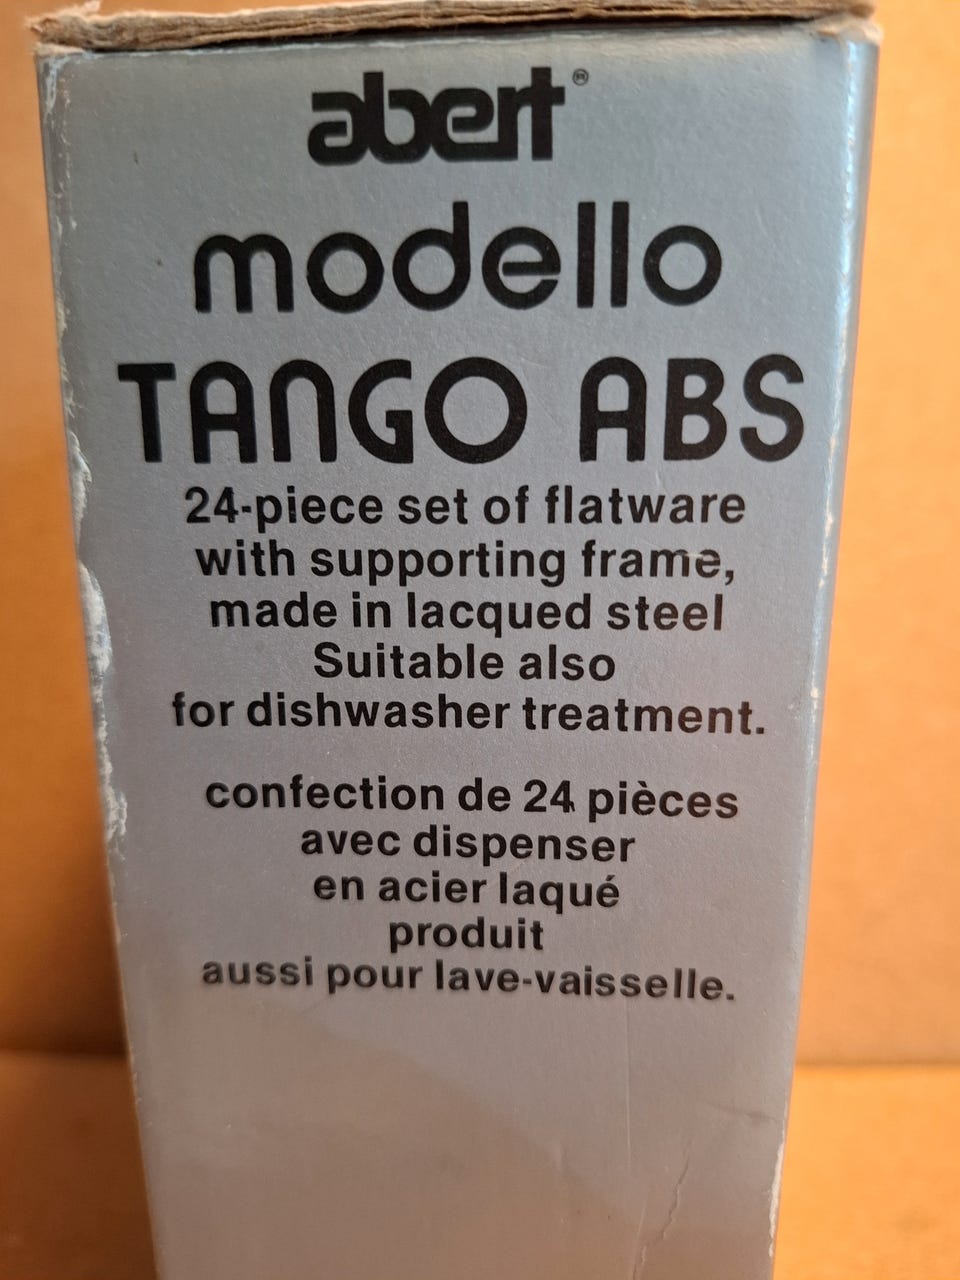 abert®
modello
TANGO ABS
24-piece set of flatware
with supporting frame,
made in lacqued steel
Suitable also
for dishwasher treatment.
confection de 24 pièces
avec dispenser
en acier laqué
produit
aussi pour lave-vaisselle.